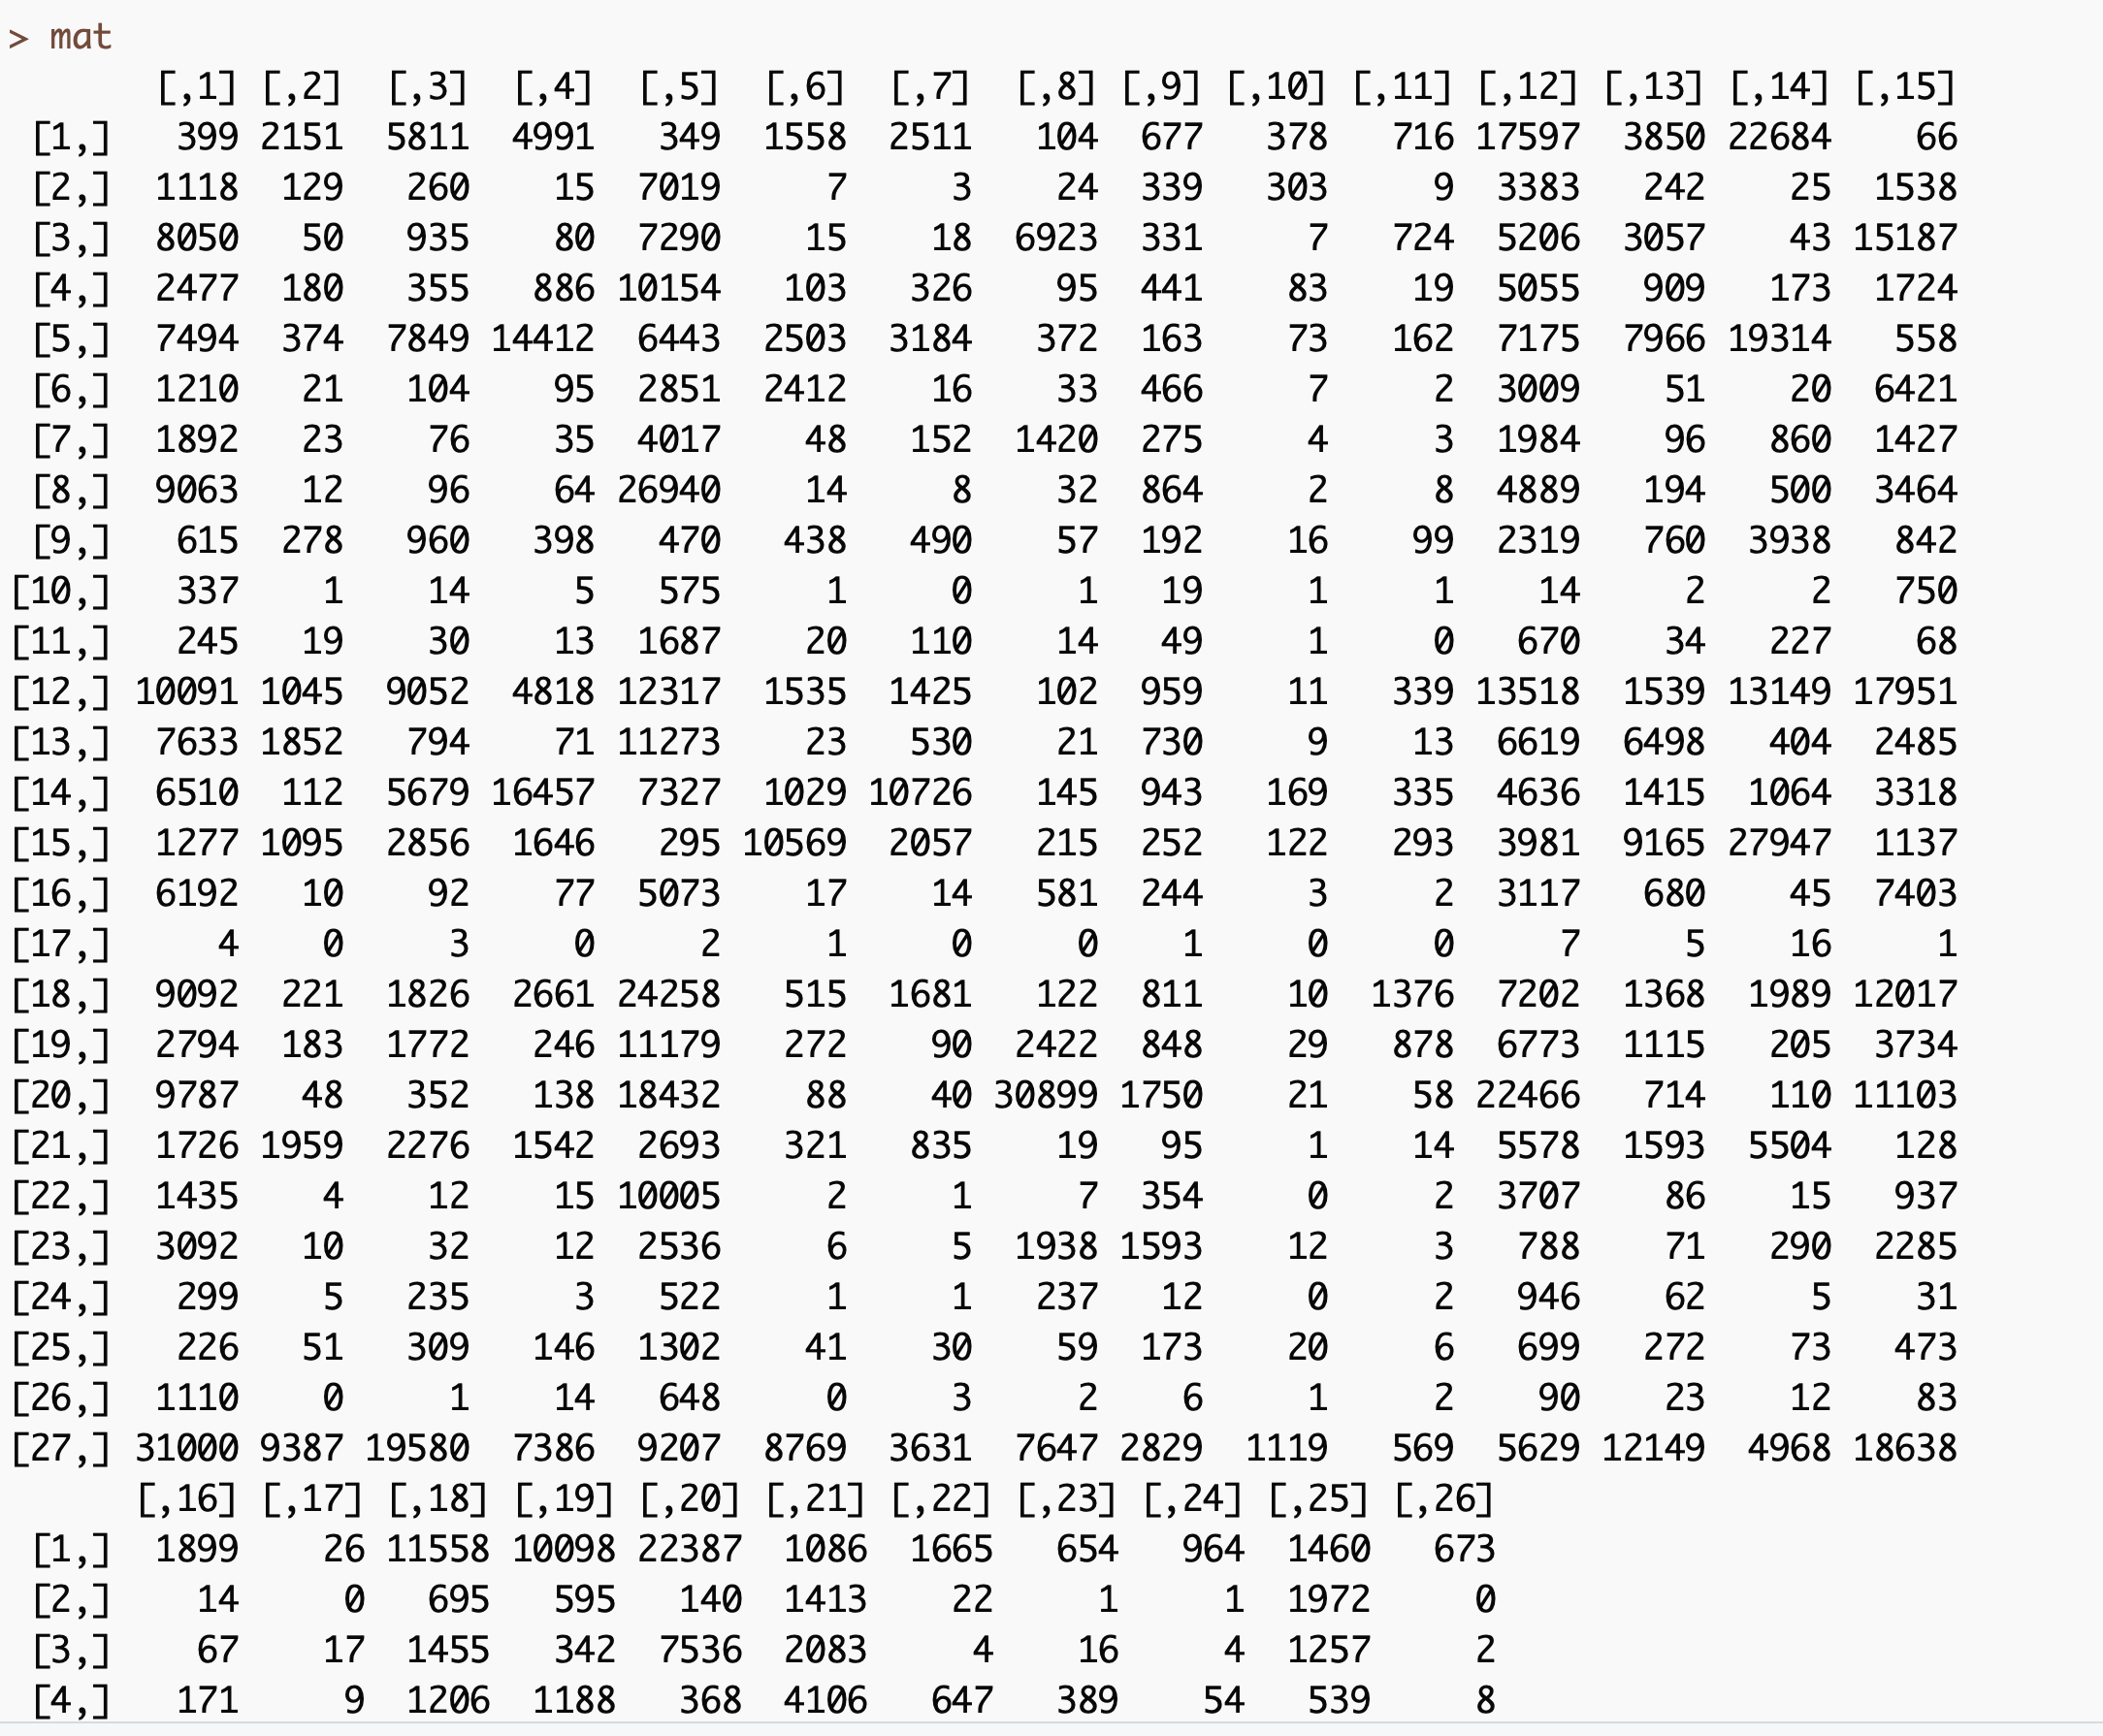 > mat
[,1] [,2] [,3] [,4] [,5] [,6] [,7] [,8] [,9] [,10] [,11] [,12] [,13] [,14] [,15]
[1,] 399 2151 5811 4991 349 1558 2511 104 677 378 716 17597 3850 22684 66
[2,] 1118 129 260 15 7019 7 3 24 339 303 9 3383 242 25 1538
[3,] 8050 50 935 80 7290 15 18 6923 331 7 724 5206 3057 43 15187
[4,] 2477 180 355 886 10154 103 326 95 441 83 19 5055 909 173 1724
[5,] 7494 374 7849 14412 6443 2503 3184 372 163 73 162 7175 7966 19314 558
[6,] 1210 21 104 95 2851 2412 16 33 466 7 2 3009 51 20 6421
[7,] 1892 23 76 35 4017 48 152 1420 275 4 3 1984 96 860 1427
[8,] 9063 12 96 64 26940 14 8 32 864 2 8 4889 194 500 3464
[9,] 615 278 960 398 470 438 490 57 192 16 99 2319 760 3938 842
[10,] 337 1 14 5 575 1 0 1 19 1 1 14 2 2 750
[11,] 245 19 30 13 1687 20 110 14 49 1 0 670 34 227 68
[12,] 10091 1045 9052 4818 12317 1535 1425 102 959 11 339 13518 1539 13149 17951
[13,] 7633 1852 794 71 11273 23 530 21 730 9 13 6619 6498 404 2485
[14,] 6510 112 5679 16457 7327 1029 10726 145 943 169 335 4636 1415 1064 3318
[15,] 1277 1095 2856 1646 295 10569 2057 215 252 122 293 3981 9165 27947 1137
[16,] 6192 10 92 77 5073 17 14 581 244 3 2 3117 680 45 7403
[17,] 4 0 3 0 2 1 0 0 1 0 0 7 5 16 1
[18,] 9092 221 1826 2661 24258 515 1681 122 811 10 1376 7202 1368 1989 12017
[19,] 2794 183 1772 246 11179 272 90 2422 848 29 878 6773 1115 205 3734
[20,] 9787 48 352 138 18432 88 40 30899 1750 21 58 22466 714 110 11103
[21,] 1726 1959 2276 1542 2693 321 835 19 95 1 14 5578 1593 5504 128
[22,] 1435 4 12 15 10005 2 1 7 354 0 2 3707 86 15 937
[23,] 3092 10 32 12 2536 6 5 1938 1593 12 3 788 71 290 2285
[24,] 299 5 235 3 522 1 1 237 12 0 2 946 62 5 31
[25,] 226 51 309 146 1302 41 30 59 173 20 6 699 272 73 473
[26,] 1110 0 1 14 648 0 3 2 6 1 2 90 23 12 83
[27,] 31000 9387 19580 7386 9207 8769 3631 7647 2829 1119 569 5629 12149 4968 18638
[,16] [,17] [,18] [,19] [,20] [,21] [,22] [,23] [,24] [,25] [,26]
[1,] 1899 26 11558 10098 22387 1086 1665 654 964 1460 673
[2,] 14 0 695 595 140 1413 22 1 1 1972 0
[3,] 67 17 1455 342 7536 2083 4 16 4 1257 2
[4,] 171 9 1206 1188 368 4106 647 389 54 539 8